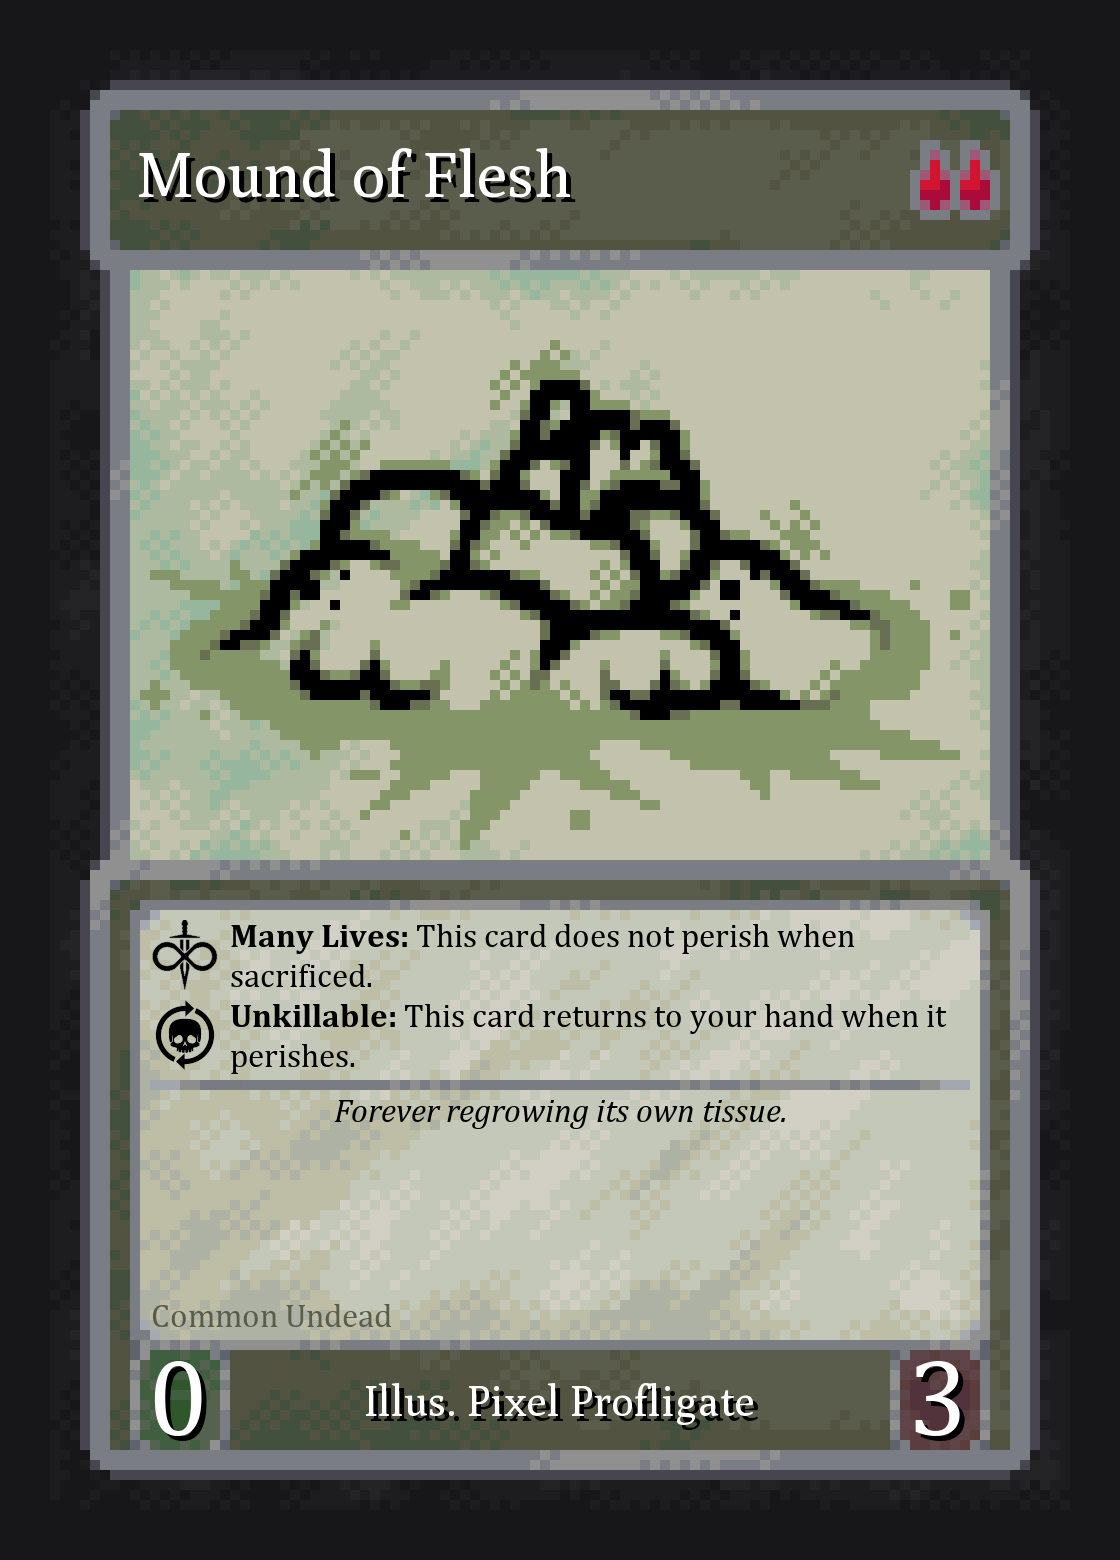 Mound of Flesh
Many Lives: This card does not perish when
sacrificed.
Unkillable: This card returns to your hand when it
perishes.
Forever regrowing its own tissue.
Common Undead
0
Illus. Pixel Profligate
3